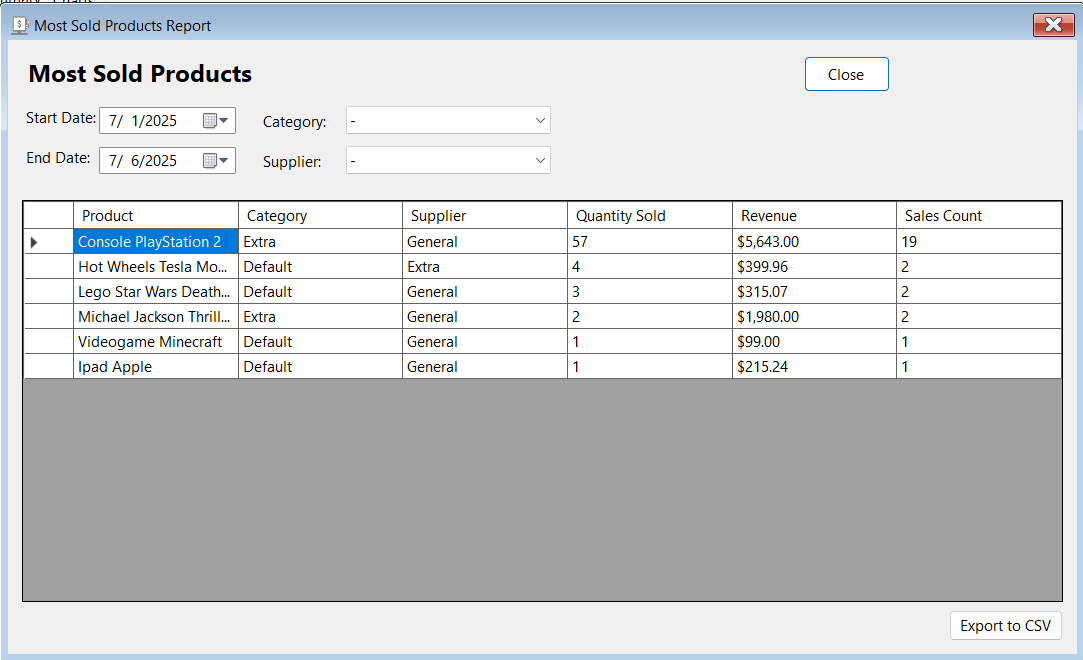 Most Sold Products Report
Most Sold Products
Close
Start Date: 7/ 1/2025 Category: -
End Date: 7/ 6/2025 Supplier: -
Product Category Supplier Quantity Sold Revenue Sales Count
Console PlayStation 2 Extra General 57 $5,643.00 19
Hot Wheels Tesla Mo... Default Extra 4 $399.96 2
Lego Star Wars Death... Default General 3 $315.07 2
Michael Jackson Thrill... Extra General 2 $1,980.00 2
Videogame Minecraft Default General 1 $99.00 1
Ipad Apple Default General 1 $215.24 1
Export to CSV